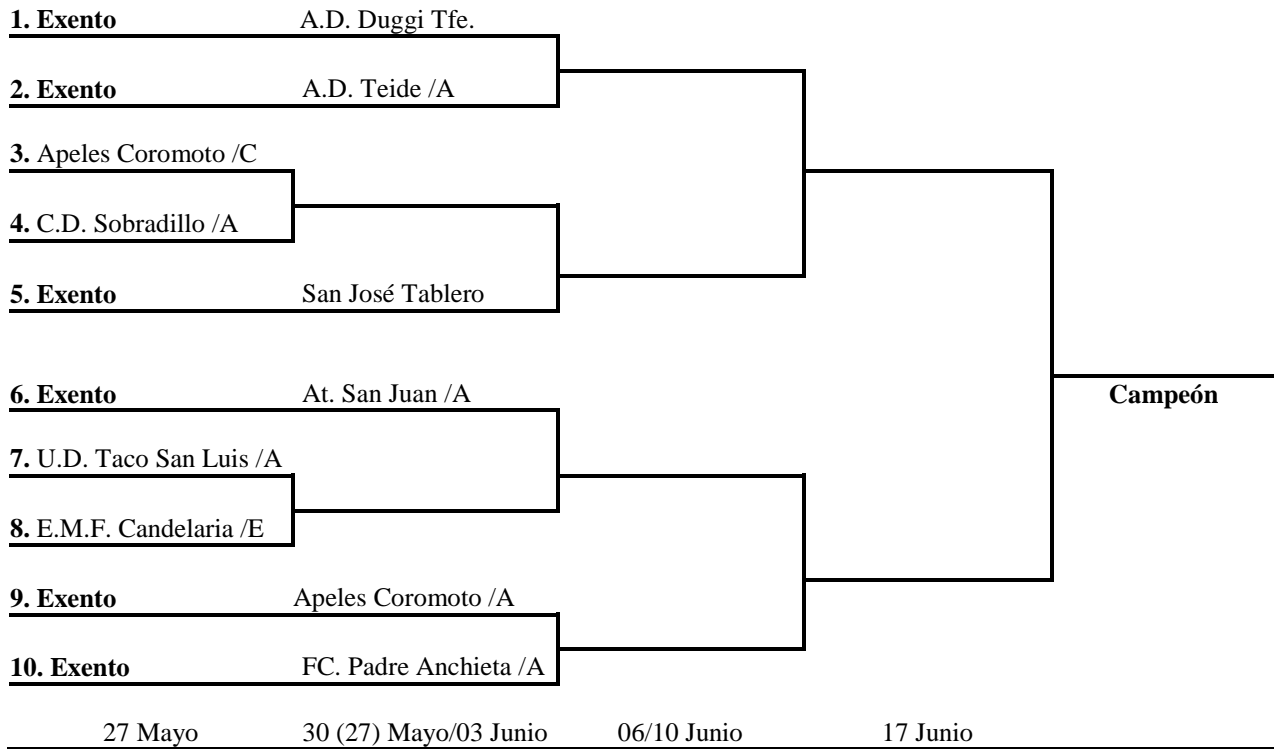 1. Exento A.D. Duggi Tfe.
2. Exento A.D. Teide /A
3. Apeles Coromoto /C
4. C.D. Sobradillo /A
5. Exento San José Tablero
6. Exento At. San Juan /A
Campeón
7. U.D. Taco San Luis /A
8. E.M.F. Candelaria /E
9. Exento Apeles Coromoto /A
10. Exento FC. Padre Anchieta /A
27 Mayo 30 (27) Mayo/03 Junio 06/10 Junio 17 Junio